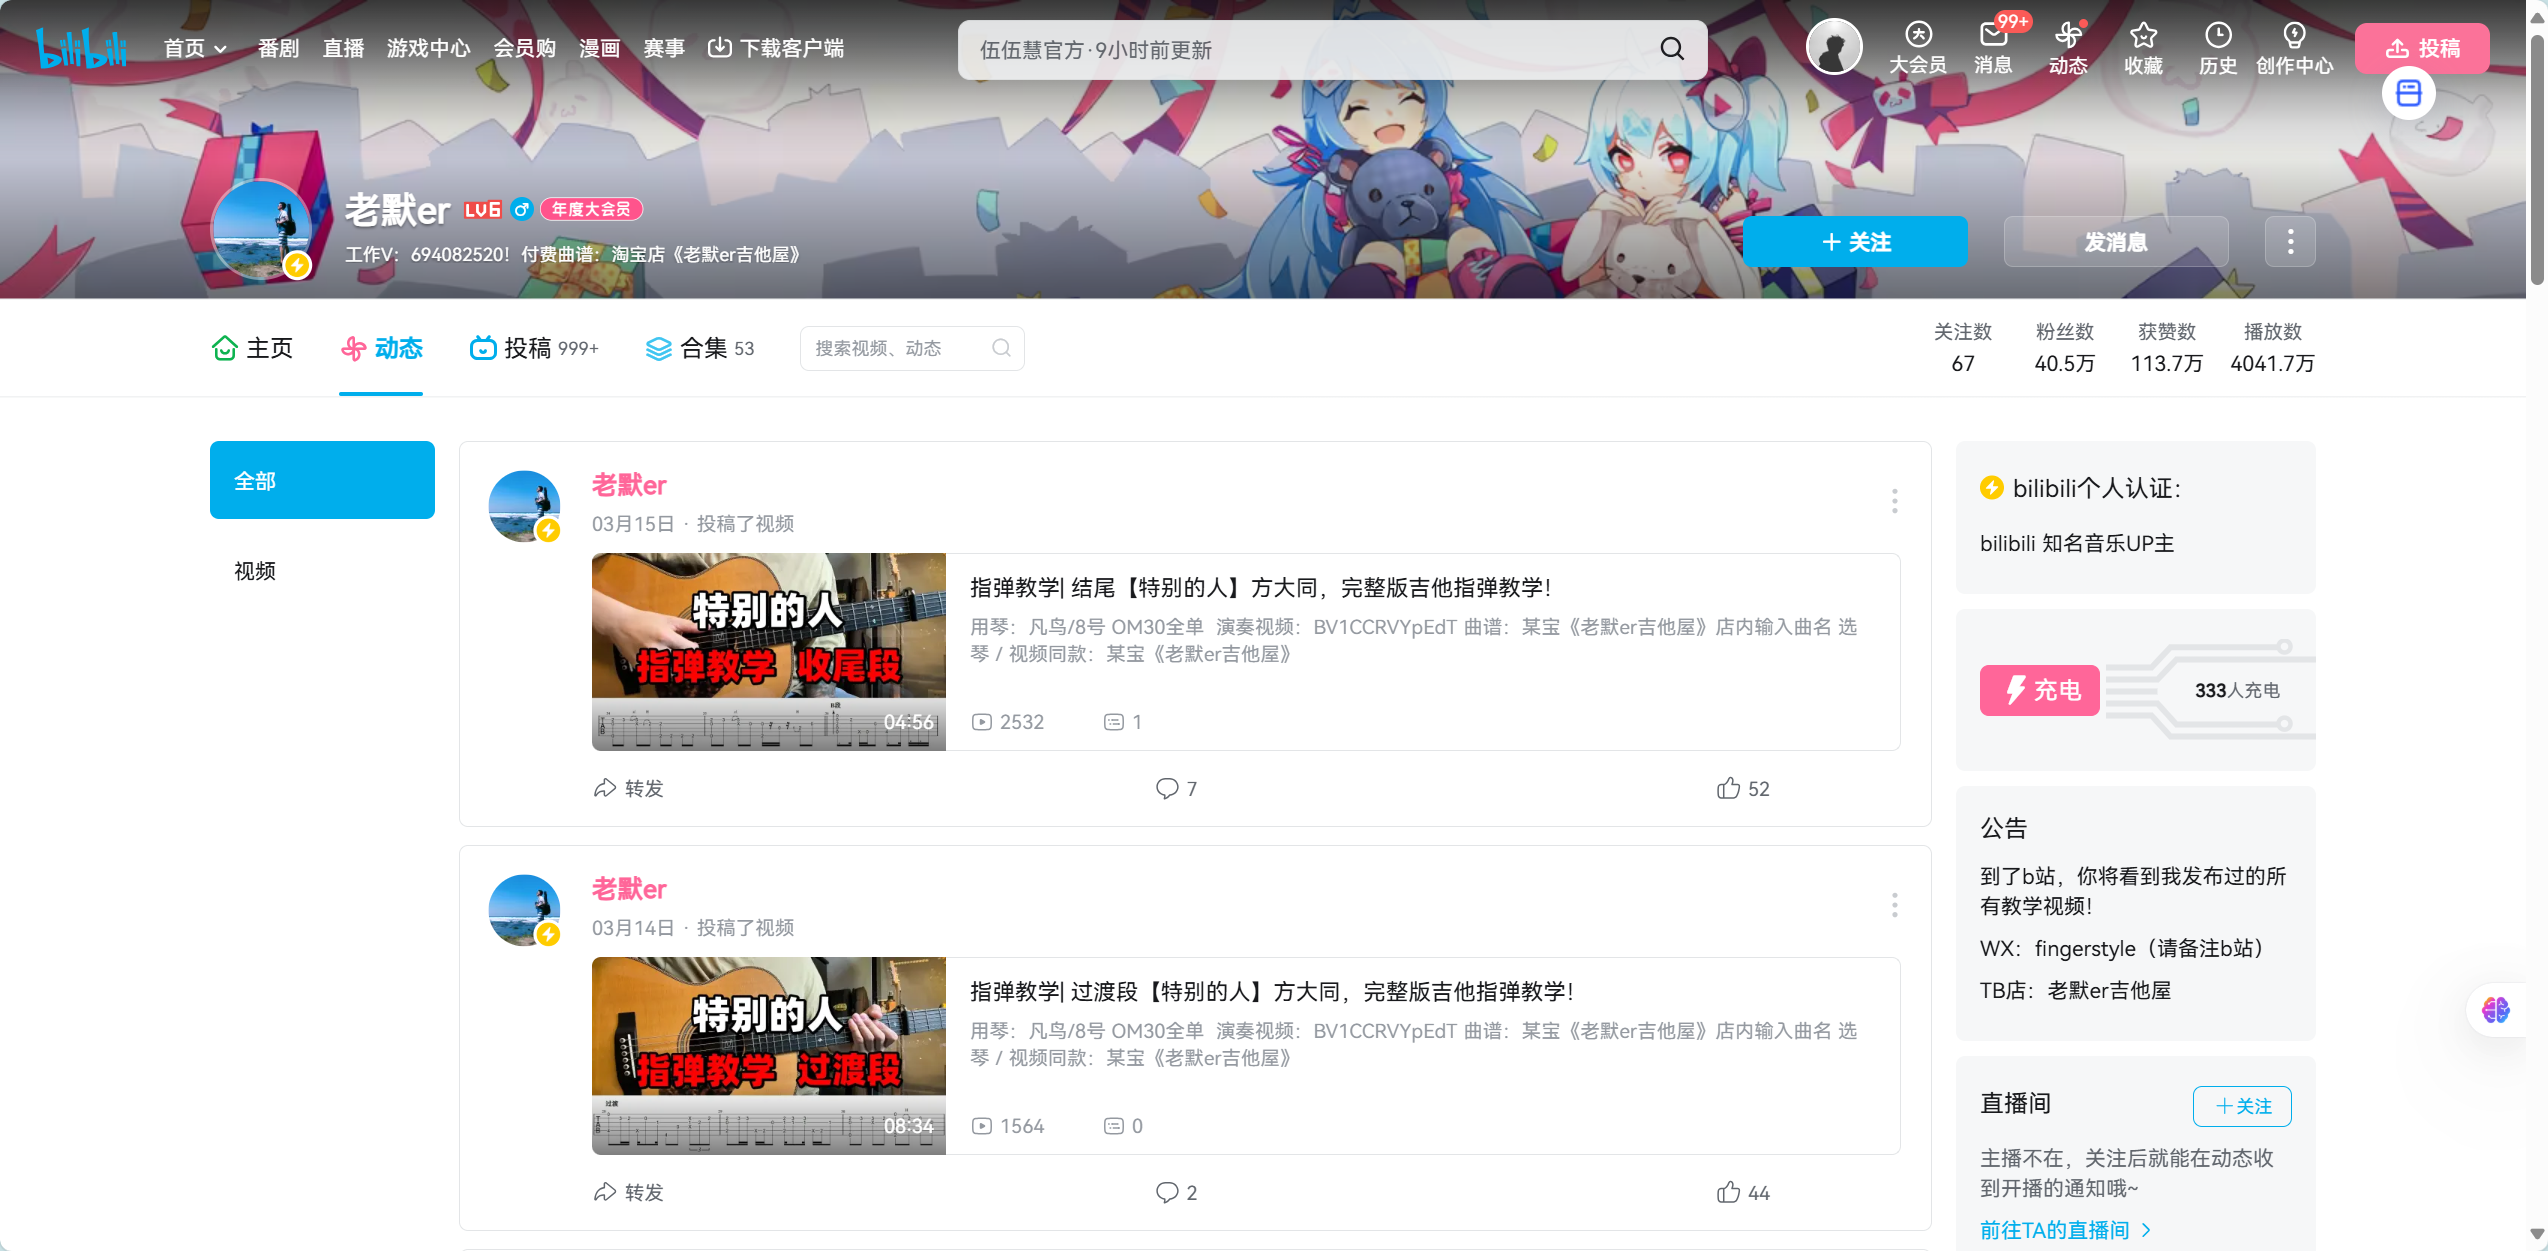 bilibili
首页
番剧
直播
游戏中心
会员购
漫画
赛事
下载客户端
伍伍慧官方·9小时前更新
大会员
99+
消息
动态
收藏
历史
创作中心
投稿
老默er LV6 年度大会员
工作V：694082520！付费曲谱：淘宝店《老默er吉他屋》
+ 关注
发消息
主页
动态
投稿 999+
合集 53
搜索视频、动态
关注数
67
粉丝数
40.5万
获赞数
113.7万
播放数
4041.7万
全部
视频
老默er
03月15日 · 投稿了视频
特别的人
指弹教学 收尾段
04:56
指弹教学| 结尾【特别的人】方大同，完整版吉他指弹教学！
用琴：凡鸟/8号 OM30全单 演奏视频：BV1CCRVYpEdT 曲谱：某宝《老默er吉他屋》店内输入曲名 选
琴 / 视频同款：某宝《老默er吉他屋》
2532
1
转发
7
52
老默er
03月14日 · 投稿了视频
特别的人
指弹教学 过渡段
过渡
08:34
指弹教学| 过渡段【特别的人】方大同，完整版吉他指弹教学！
用琴：凡鸟/8号 OM30全单 演奏视频：BV1CCRVYpEdT 曲谱：某宝《老默er吉他屋》店内输入曲名 选
琴 / 视频同款：某宝《老默er吉他屋》
1564
0
转发
2
44
bilibili个人认证：
bilibili 知名音乐UP主
充电
333人充电
公告
到了b站，你将看到我发布过的所
有教学视频！
WX：fingerstyle（请备注b站）
TB店：老默er吉他屋
直播间
+关注
主播不在，关注后就能在动态收
到开播的通知哦~
前往TA的直播间 >